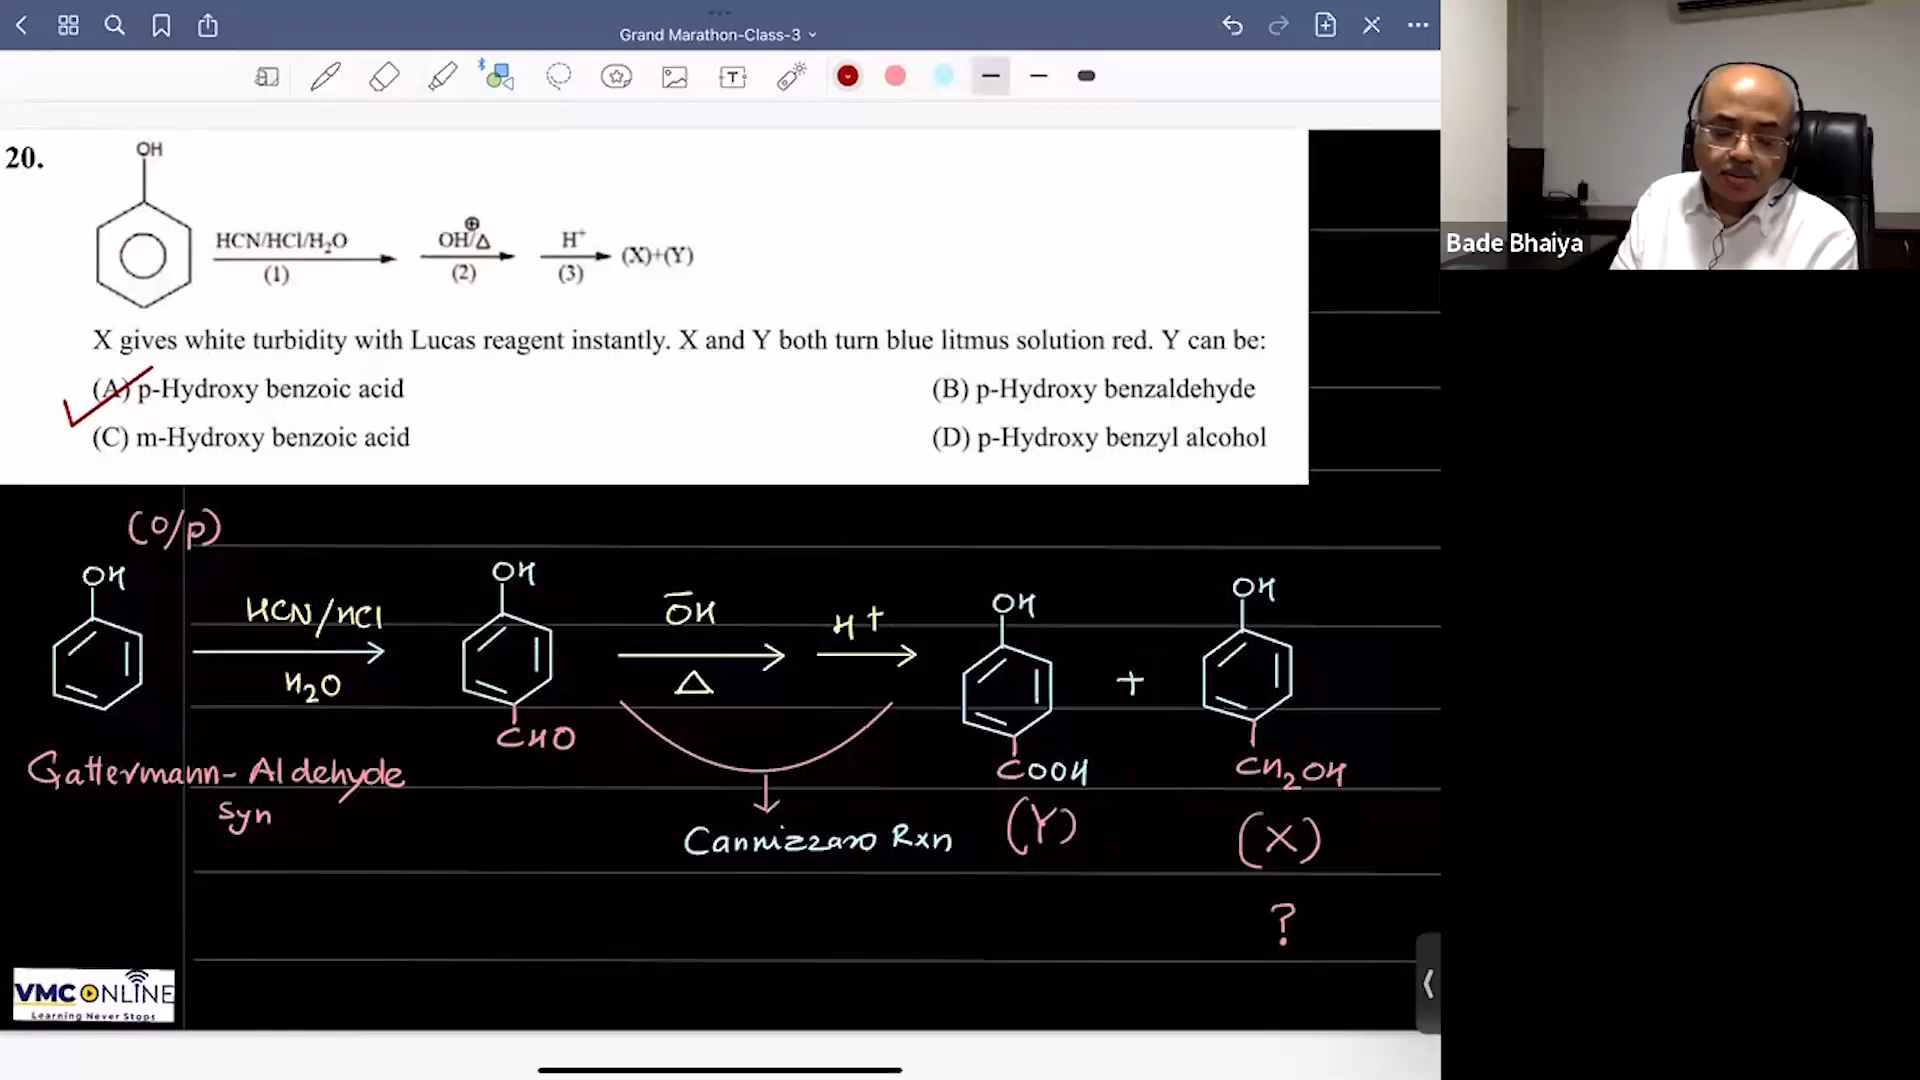 Grand Marathon-Class-3
Bade Bhaiya
20.
OH
HCN/HCl/H₂O
(1)
OH⊕/Δ
(2)
H⁺
(3)
(X)+(Y)
X gives white turbidity with Lucas reagent instantly. X and Y both turn blue litmus solution red. Y can be:
(A) p-Hydroxy benzoic acid
(B) p-Hydroxy benzaldehyde
(C) m-Hydroxy benzoic acid
(D) p-Hydroxy benzyl alcohol
(o/p)
OH
HCN/HCl
H₂O
OH
CHO
ŌH
Δ
H+
OH
COOH
(Y)
+
OH
CH₂OH
(X)
?
Gattermann-Aldehyde
Syn
Cannizzaro Rxn
VMC ONLINE
Learning Never Stops